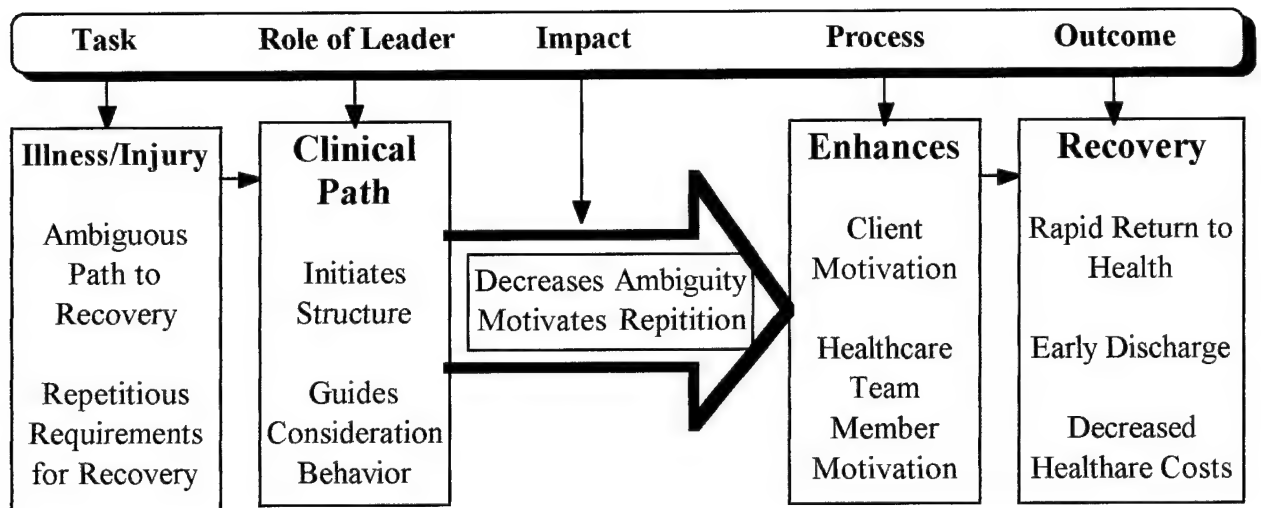 Task Role of Leader Impact Process Outcome
Illness/Injury
Ambiguous
Path to
Recovery
Repetitious
Requirements
for Recovery
Clinical
Path
Initiates
Structure
Guides
Consideration
Behavior
Decreases Ambiguity
Motivates Repitition
Enhances
Client
Motivation
Healthcare
Team
Member
Motivation
Recovery
Rapid Return to
Health
Early Discharge
Decreased
Healthare Costs